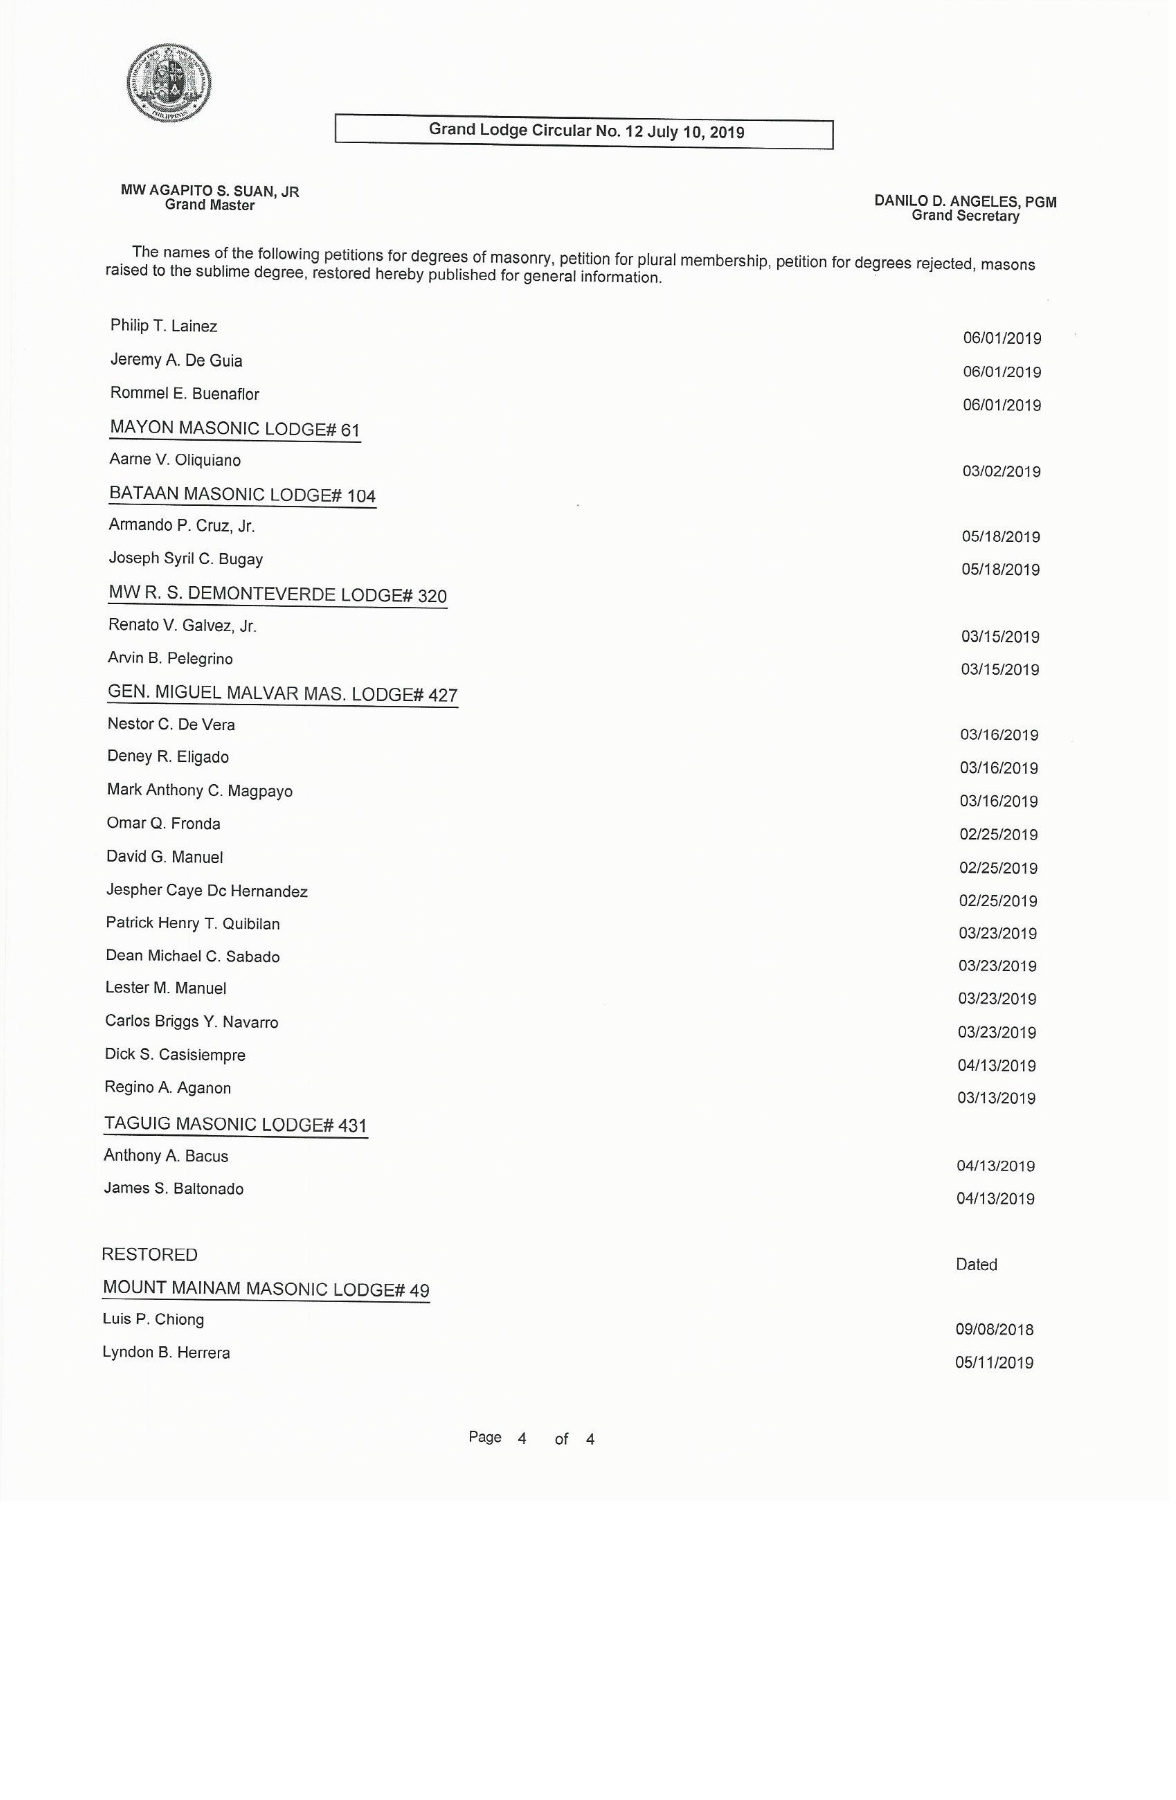 PHILIPPINES
Grand Lodge Circular No. 12 July 10, 2019
MW AGAPITO S. SUAN, JR
Grand Master
DANILO D. ANGELES, PGM
Grand Secretary
The names of the following petitions for degrees of masonry, petition for plural membership, petition for degrees rejected, masons
raised to the sublime degree, restored hereby published for general information.
Philip T. Lainez 06/01/2019
Jeremy A. De Guia 06/01/2019
Rommel E. Buenaflor 06/01/2019
MAYON MASONIC LODGE# 61
Aarne V. Oliquiano 03/02/2019
BATAAN MASONIC LODGE# 104
Armando P. Cruz, Jr. 05/18/2019
Joseph Syril C. Bugay 05/18/2019
MW R. S. DEMONTEVERDE LODGE# 320
Renato V. Galvez, Jr. 03/15/2019
Arvin B. Pelegrino 03/15/2019
GEN. MIGUEL MALVAR MAS. LODGE# 427
Nestor C. De Vera 03/16/2019
Deney R. Eligado 03/16/2019
Mark Anthony C. Magpayo 03/16/2019
Omar Q. Fronda 02/25/2019
David G. Manuel 02/25/2019
Jespher Caye Dc Hernandez 02/25/2019
Patrick Henry T. Quibilan 03/23/2019
Dean Michael C. Sabado 03/23/2019
Lester M. Manuel 03/23/2019
Carlos Briggs Y. Navarro 03/23/2019
Dick S. Casisiempre 04/13/2019
Regino A. Aganon 03/13/2019
TAGUIG MASONIC LODGE# 431
Anthony A. Bacus 04/13/2019
James S. Baltonado 04/13/2019
RESTORED Dated
MOUNT MAINAM MASONIC LODGE# 49
Luis P. Chiong 09/08/2018
Lyndon B. Herrera 05/11/2019
Page 4 of 4